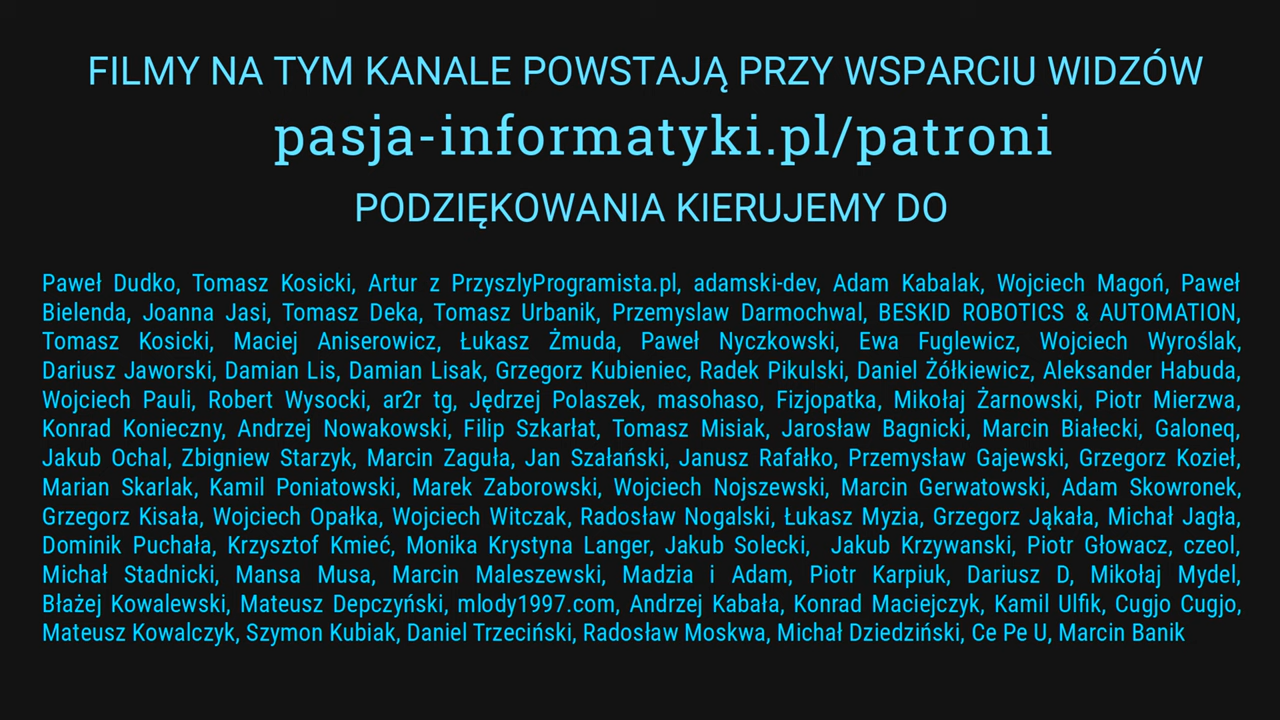 FILMY NA TYM KANALE POWSTAJĄ PRZY WSPARCIU WIDZÓW
pasja-informatyki.pl/patroni
PODZIĘKOWANIA KIERUJEMY DO
Paweł Dudko, Tomasz Kosicki, Artur z PrzyszlyProgramista.pl, adamski-dev, Adam Kabalak, Wojciech Magoń, Paweł
Bielenda, Joanna Jasi, Tomasz Deka, Tomasz Urbanik, Przemyslaw Darmochwal, BESKID ROBOTICS & AUTOMATION,
Tomasz Kosicki, Maciej Aniserowicz, Łukasz Żmuda, Paweł Nyczkowski, Ewa Fuglewicz, Wojciech Wyroślak,
Dariusz Jaworski, Damian Lis, Damian Lisak, Grzegorz Kubieniec, Radek Pikulski, Daniel Żółkiewicz, Aleksander Habuda,
Wojciech Pauli, Robert Wysocki, ar2r tg, Jędrzej Polaszek, masohaso, Fizjopatka, Mikołaj Żarnowski, Piotr Mierzwa,
Konrad Konieczny, Andrzej Nowakowski, Filip Szkarłat, Tomasz Misiak, Jarosław Bagnicki, Marcin Białecki, Galoneq,
Jakub Ochal, Zbigniew Starzyk, Marcin Zaguła, Jan Szałański, Janusz Rafałko, Przemysław Gajewski, Grzegorz Kozieł,
Marian Skarlak, Kamil Poniatowski, Marek Zaborowski, Wojciech Nojszewski, Marcin Gerwatowski, Adam Skowronek,
Grzegorz Kisała, Wojciech Opałka, Wojciech Witczak, Radosław Nogalski, Łukasz Myzia, Grzegorz Jąkała, Michał Jagła,
Dominik Puchała, Krzysztof Kmieć, Monika Krystyna Langer, Jakub Solecki, Jakub Krzywanski, Piotr Głowacz, czeol,
Michał Stadnicki, Mansa Musa, Marcin Maleszewski, Madzia i Adam, Piotr Karpiuk, Dariusz D, Mikołaj Mydel,
Błażej Kowalewski, Mateusz Depczyński, mlody1997.com, Andrzej Kabała, Konrad Maciejczyk, Kamil Ulfik, Cugjo Cugjo,
Mateusz Kowalczyk, Szymon Kubiak, Daniel Trzeciński, Radosław Moskwa, Michał Dziedziński, Ce Pe U, Marcin Banik